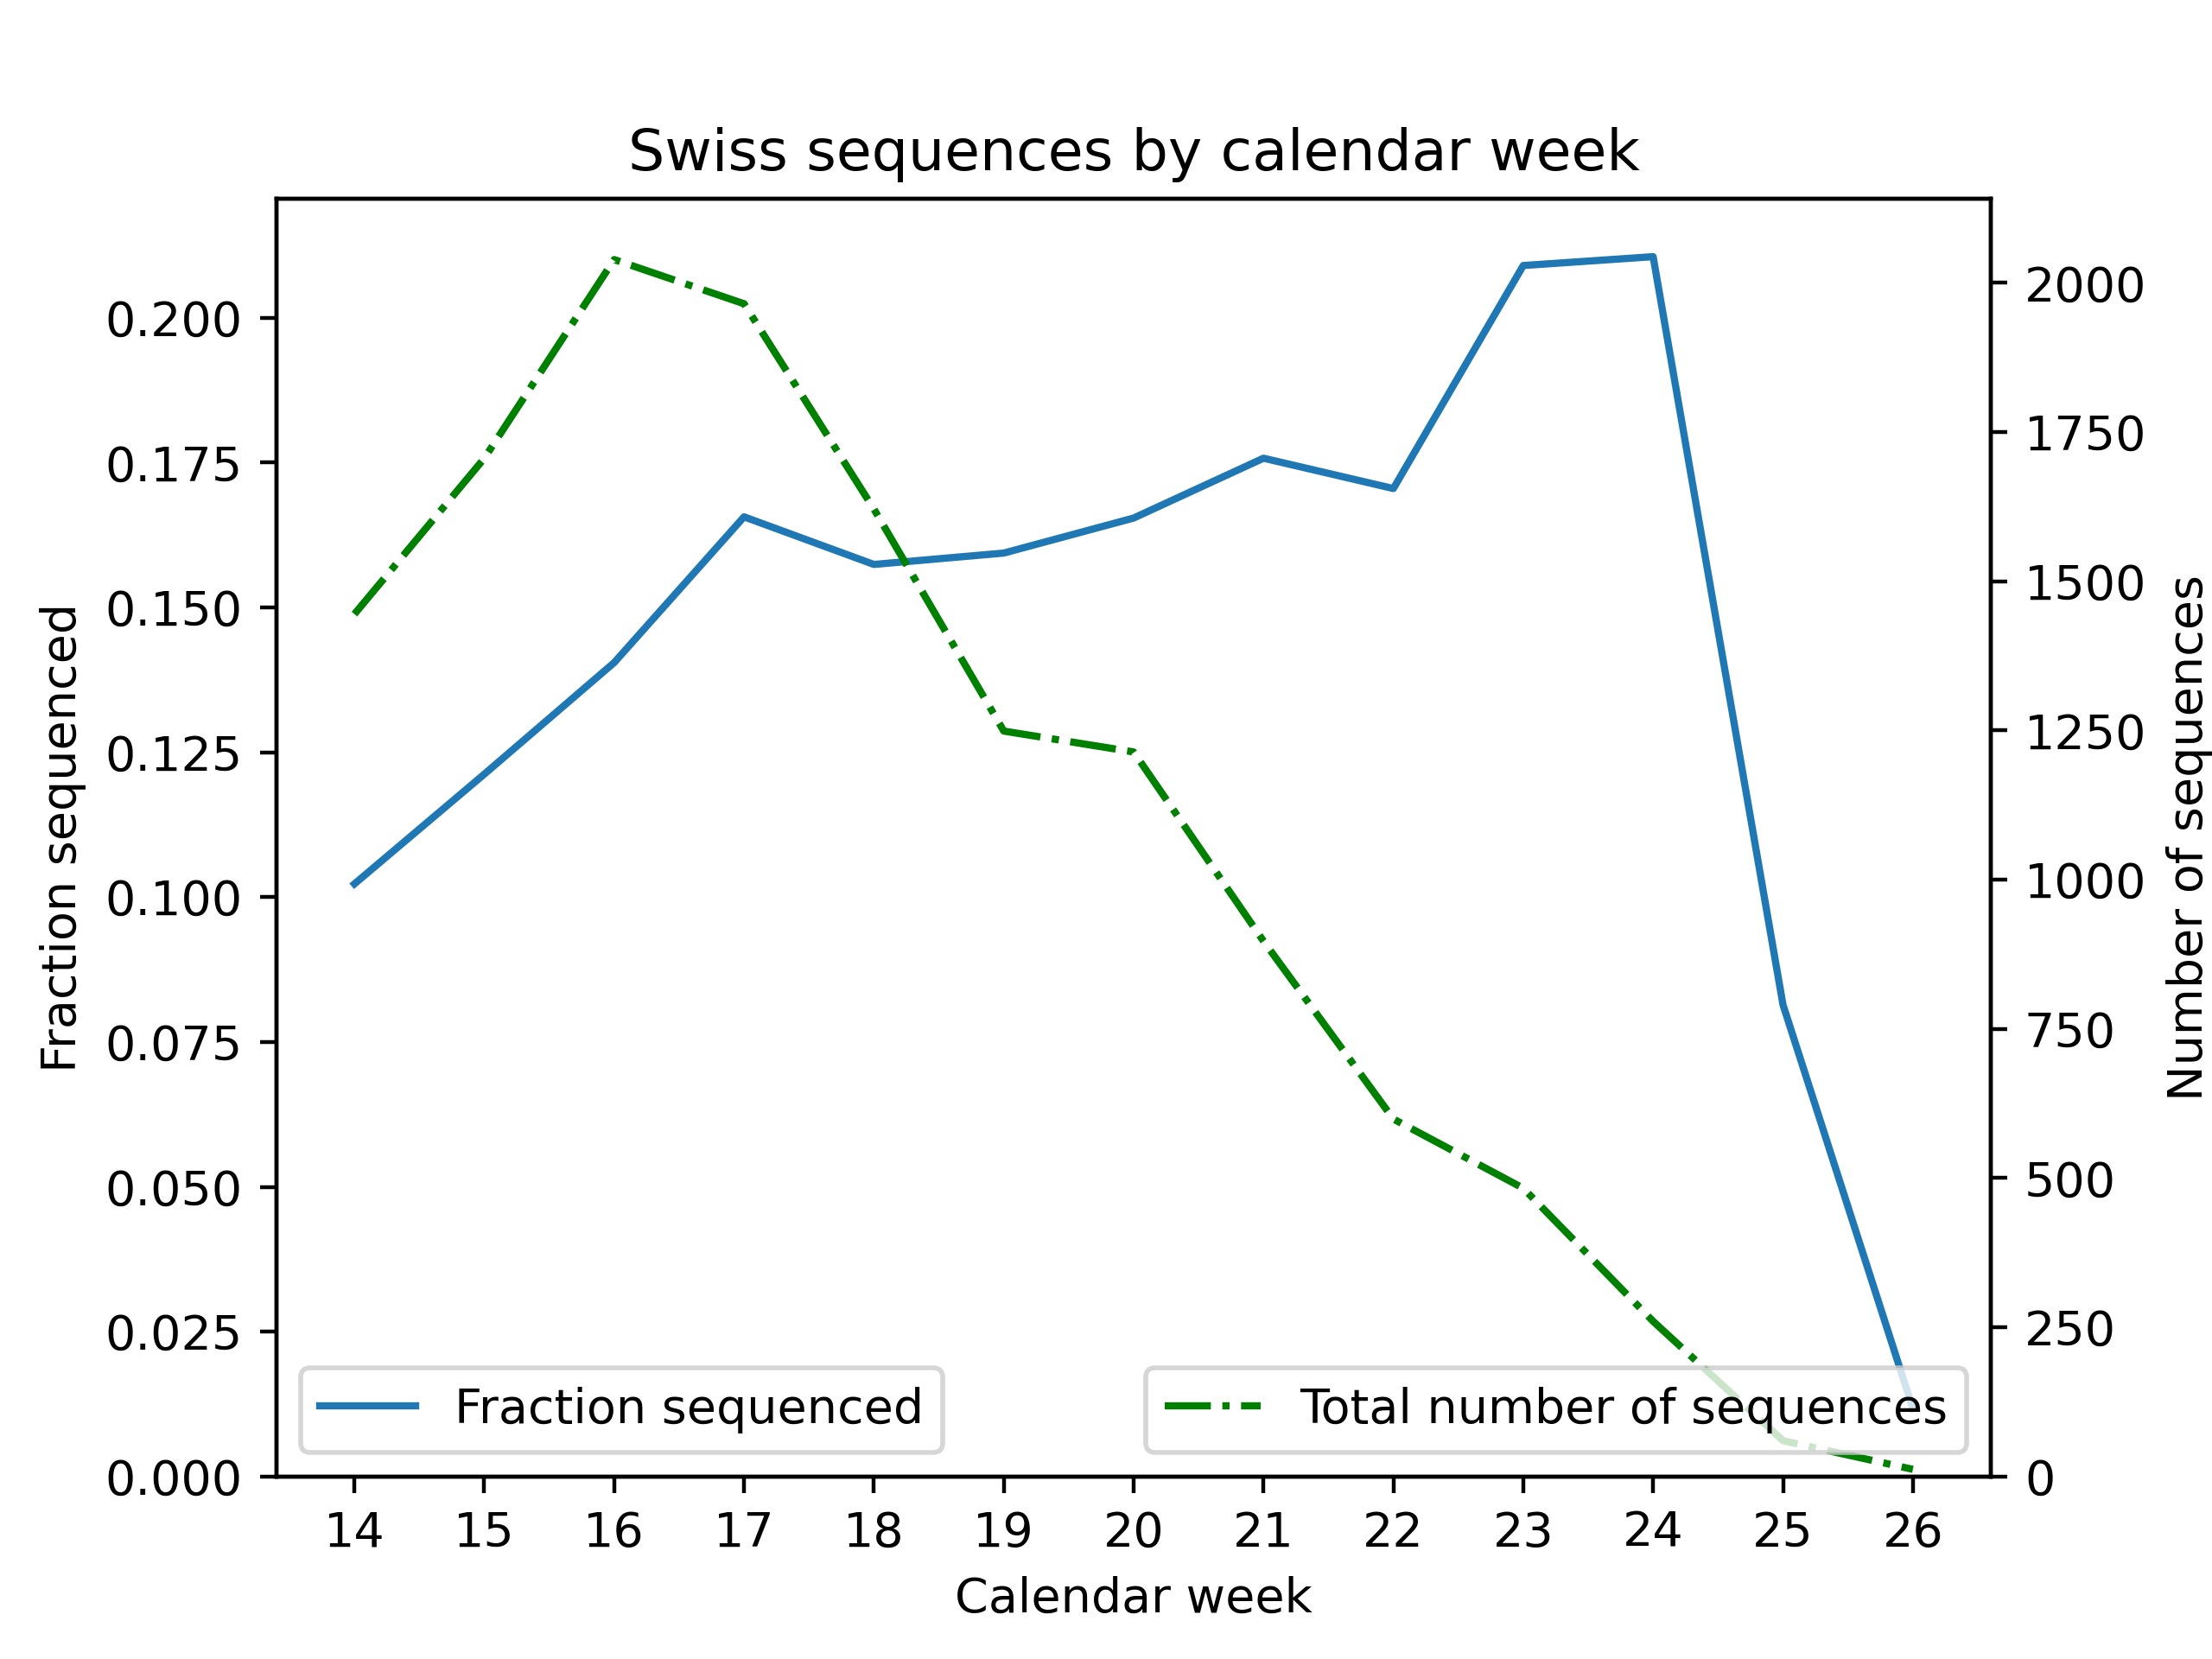 Swiss sequences by calendar week
0.200
0.175
0.150
0.125
0.100
0.075
0.050
0.025
0.000
Fraction sequenced
2000
1750
1500
1250
1000
750
500
250
0
Number of sequences
Fraction sequenced
Total number of sequences
14 15 16 17 18 19 20 21 22 23 24 25 26
Calendar week